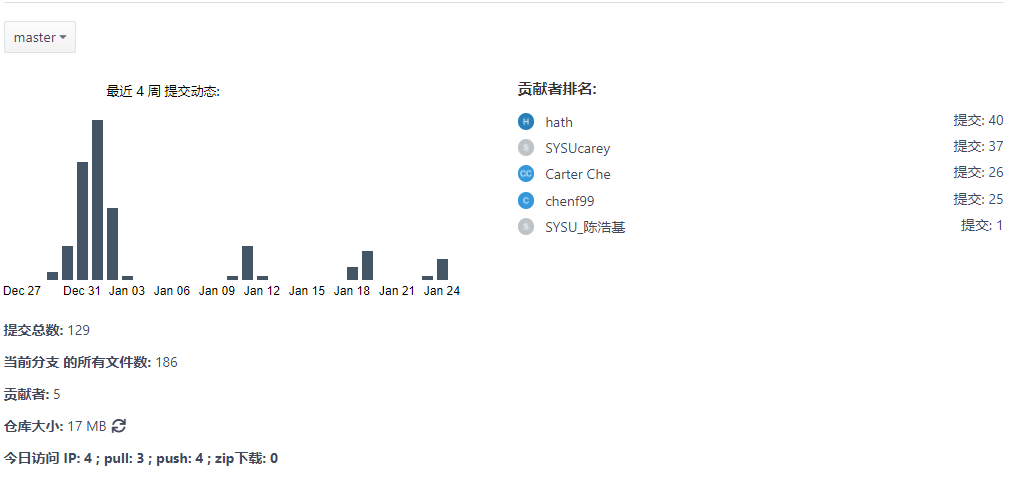 master
最近 4 周 提交动态:
Dec 27 Dec 31 Jan 03 Jan 06 Jan 09 Jan 12 Jan 15 Jan 18 Jan 21 Jan 24
提交总数: 129
当前分支 的所有文件数: 186
贡献者: 5
仓库大小: 17 MB
今日访问 IP: 4 ; pull: 3 ; push: 4 ; zip下载: 0
贡献者排名:
H hath 提交: 40
S SYSUcarey 提交: 37
CC Carter Che 提交: 26
C chenf99 提交: 25
S SYSU_陈浩基 提交: 1